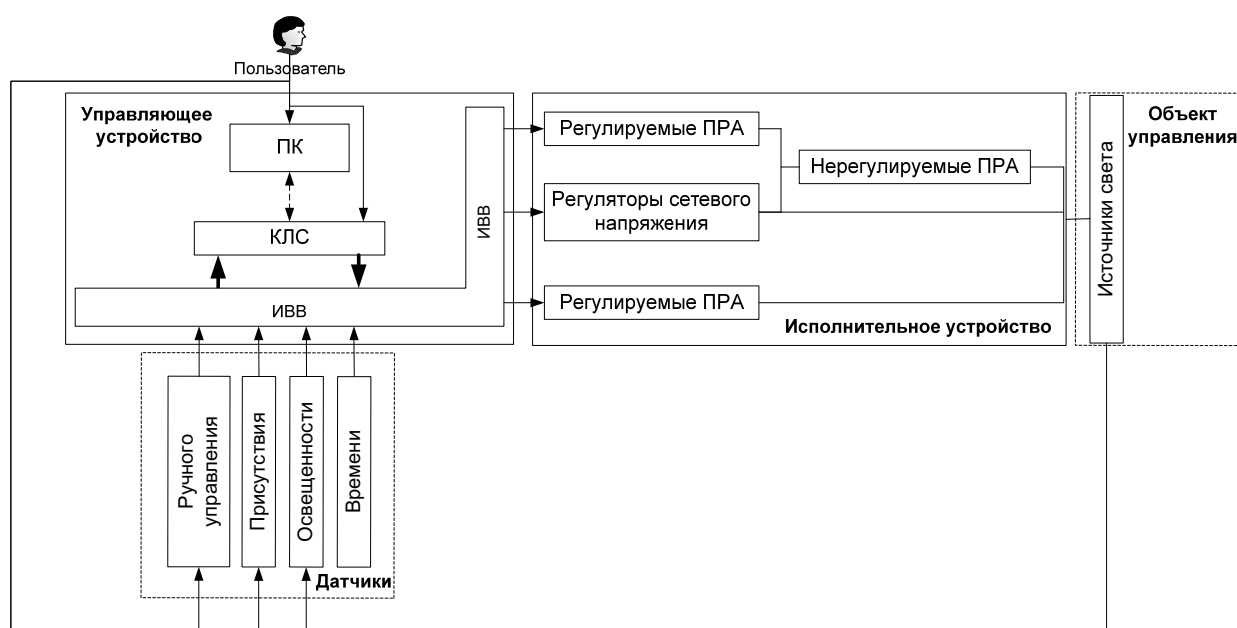 Пользователь
Управляющее
устройство
ПК
КЛС
ИВВ
ИВВ
Регулируемые ПРА
Нерегулируемые ПРА
Регуляторы сетевого
напряжения
Регулируемые ПРА
Исполнительное устройство
Объект
управления
Источники света
Ручного
управления
Присутствия
Освещенности
Времени
Датчики